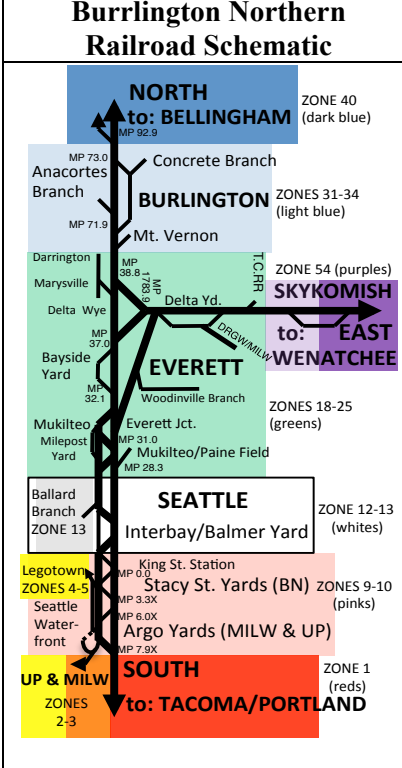 Burrlington Northern
Railroad Schematic
NORTH
to: BELLINGHAM
MP 92.9
ZONE 40
(dark blue)
MP 73.0
Concrete Branch
Anacortes
Branch
BURLINGTON
ZONES 31-34
(light blue)
MP 71.9
Mt. Vernon
Darrington
MP
38.8
MP
1783.9
T.C.RR
ZONE 54 (purples)
Marysville
SKYKOMISH
Delta Yd.
Delta Wye
DRGW/MILW
to: EAST
WENATCHEE
MP
37.0
Bayside
Yard
EVERETT
MP
32.1
Woodinville Branch
ZONES 18-25
(greens)
Mukilteo
Everett Jct.
Milepost
Yard
MP 31.0
Mukilteo/Paine Field
MP 28.3
Ballard
Branch
ZONE 13
SEATTLE
Interbay/Balmer Yard
ZONE 12-13
(whites)
King St. Station
Legotown
ZONES 4-5
MP 0.0
Stacy St. Yards (BN)
ZONES 9-10
(pinks)
MP 3.3X
Seattle
Water-
front
MP 6.0X
Argo Yards (MILW & UP)
MP 7.9X
UP & MILW
SOUTH
ZONE 1
(reds)
ZONES
2-3
to: TACOMA/PORTLAND